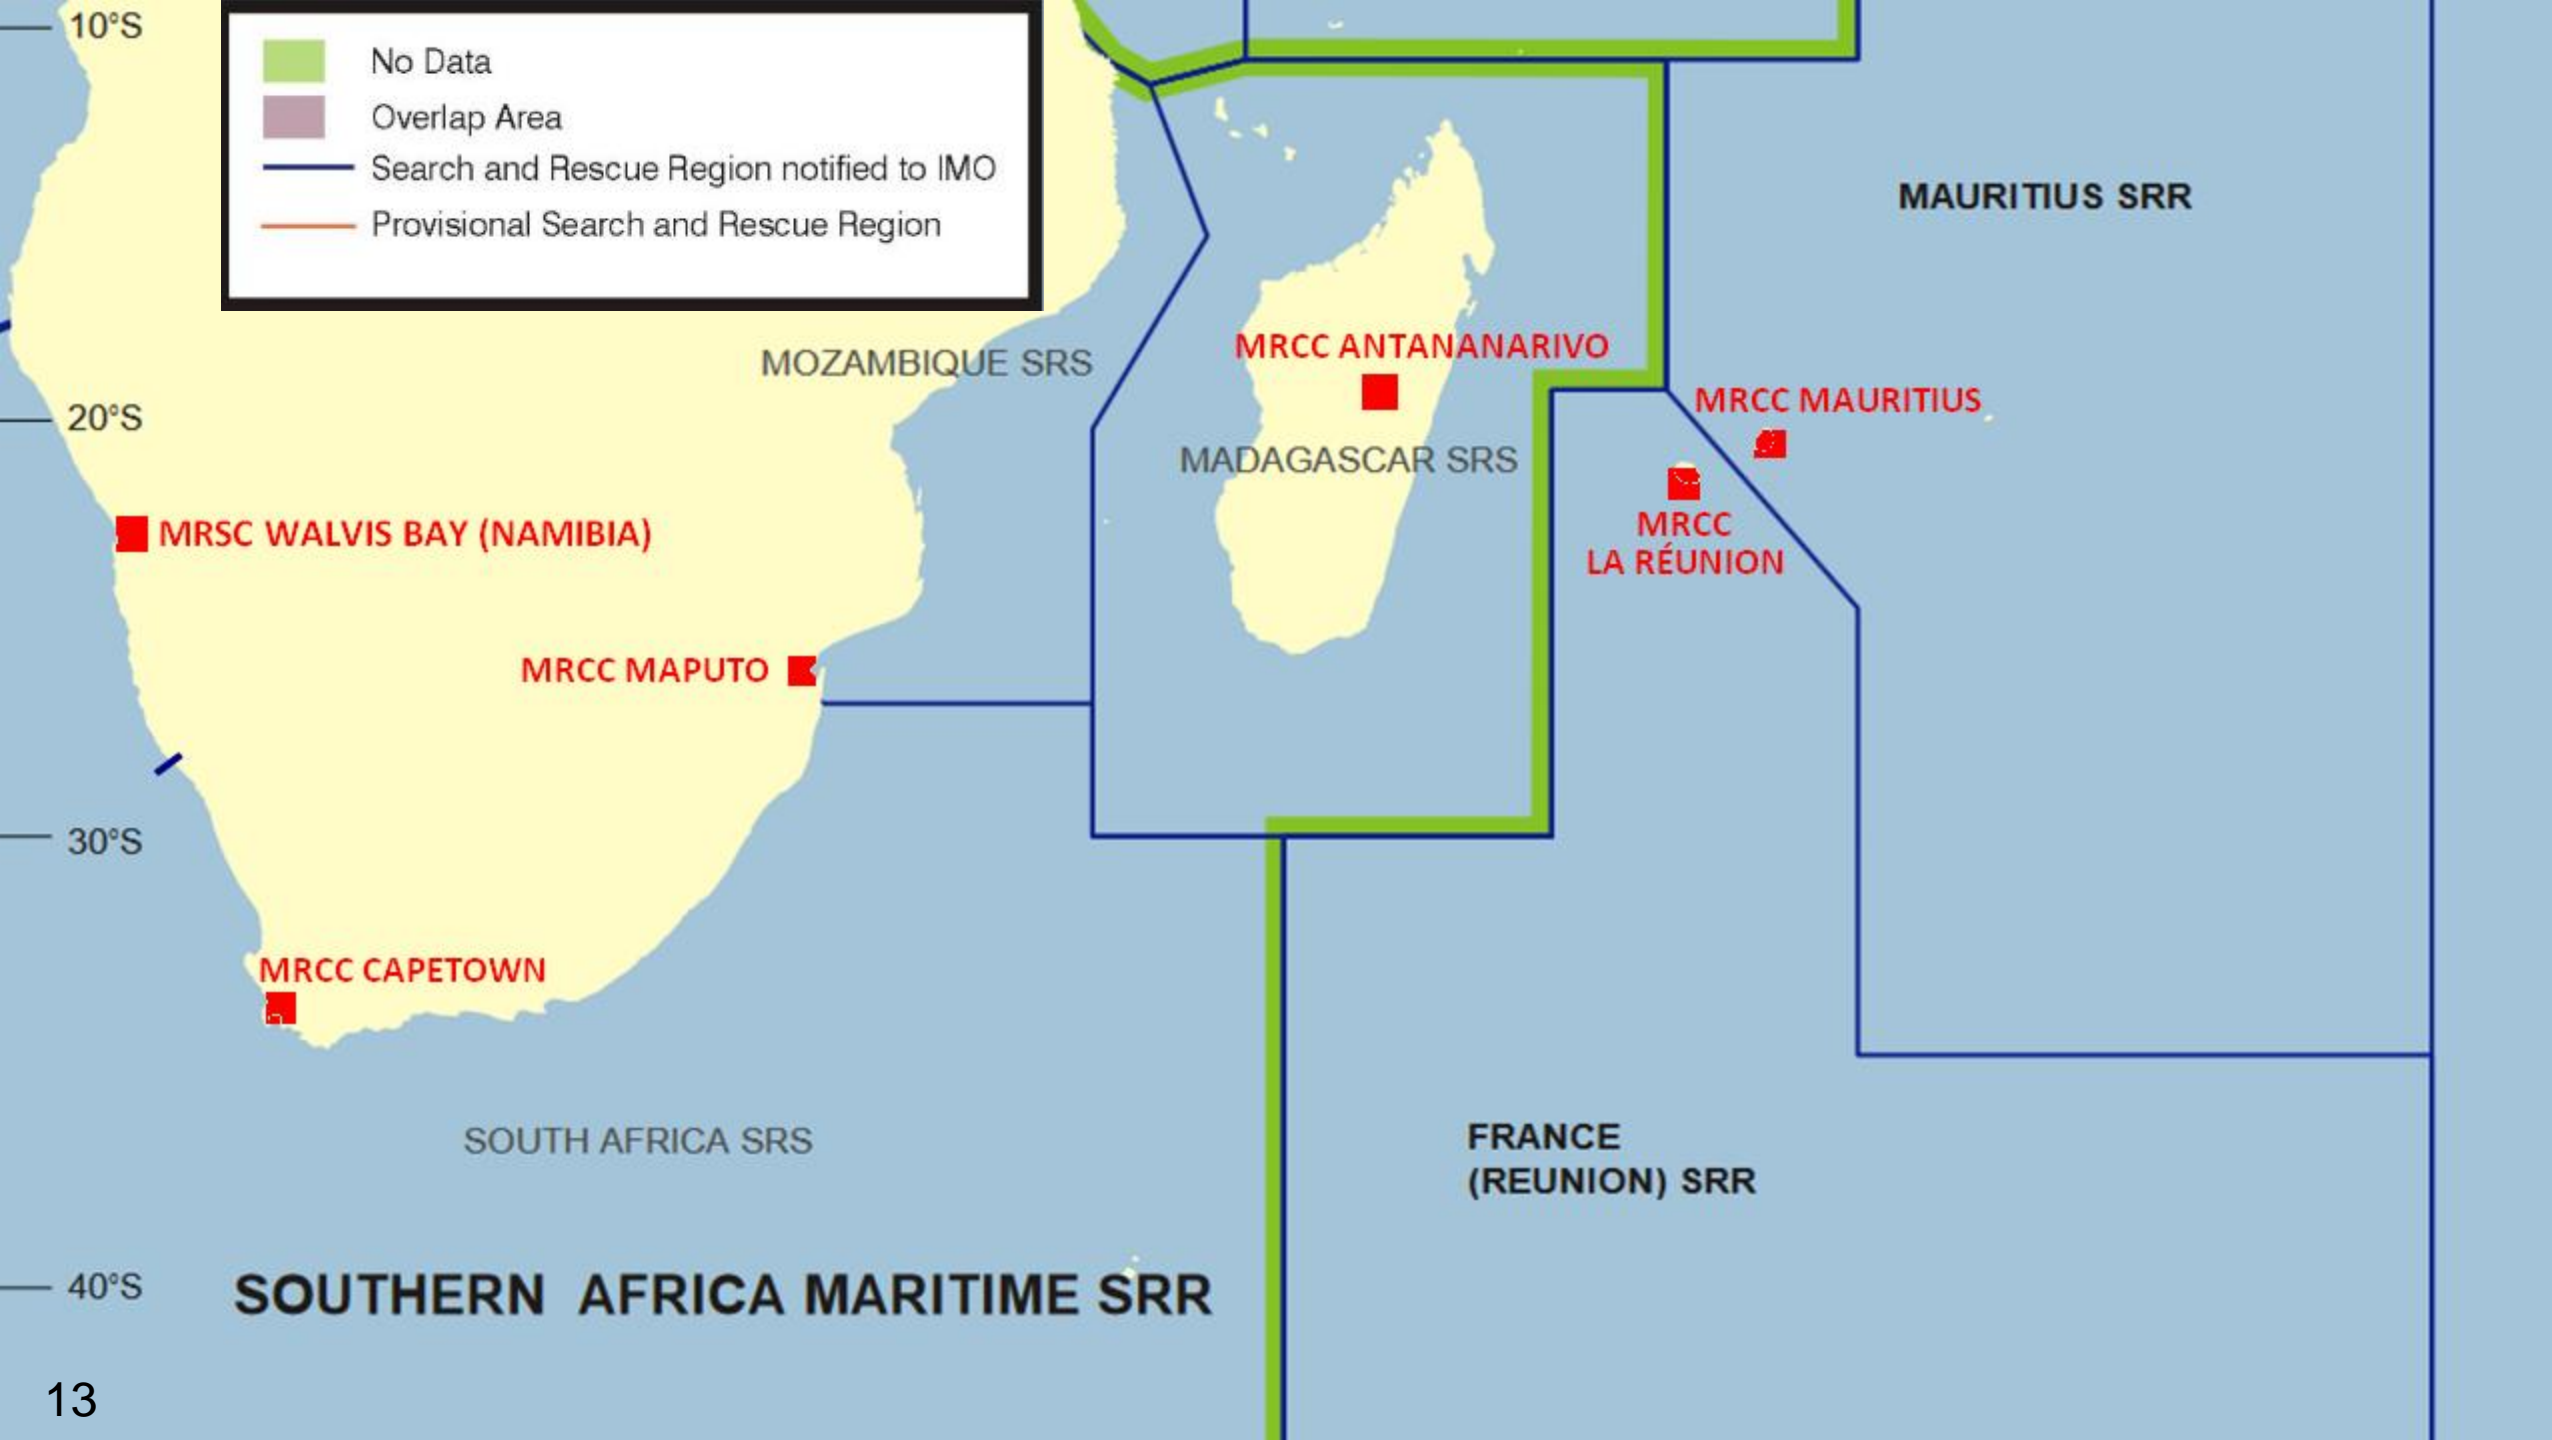 10°S
No Data
Overlap Area
Search and Rescue Region notified to IMO
Provisional Search and Rescue Region
MAURITIUS SRR
MRCC ANTANANARIVO
MOZAMBIQUE SRS
MRCC MAURITIUS
20°S
MADAGASCAR SRS
MRSC WALVIS BAY (NAMIBIA)
MRCC
LA RÉUNION
MRCC MAPUTO
30°S
MRCC CAPETOWN
SOUTH AFRICA SRS
FRANCE
(REUNION) SRR
40°S
SOUTHERN AFRICA MARITIME SRR
13